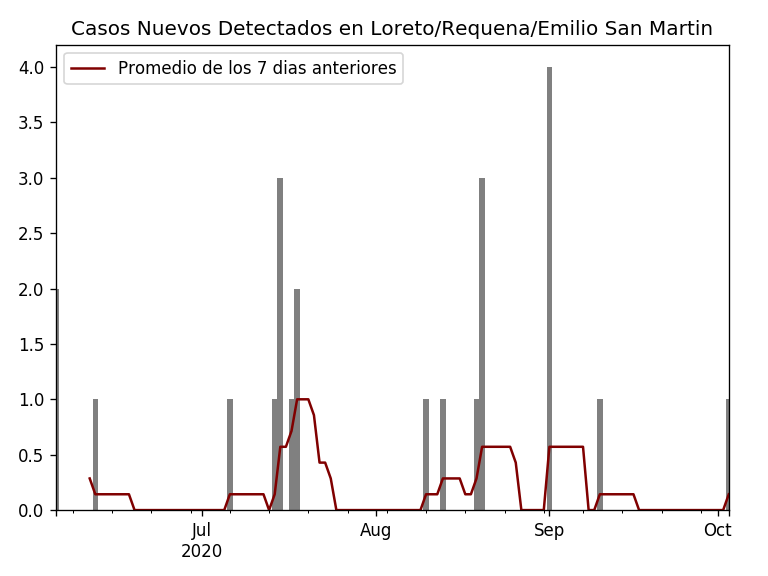 Casos Nuevos Detectados en Loreto/Requena/Emilio San Martin
Promedio de los 7 dias anteriores
4.0
3.5
3.0
2.5
2.0
1.5
1.0
0.5
0.0
Jul
2020
Aug
Sep
Oct